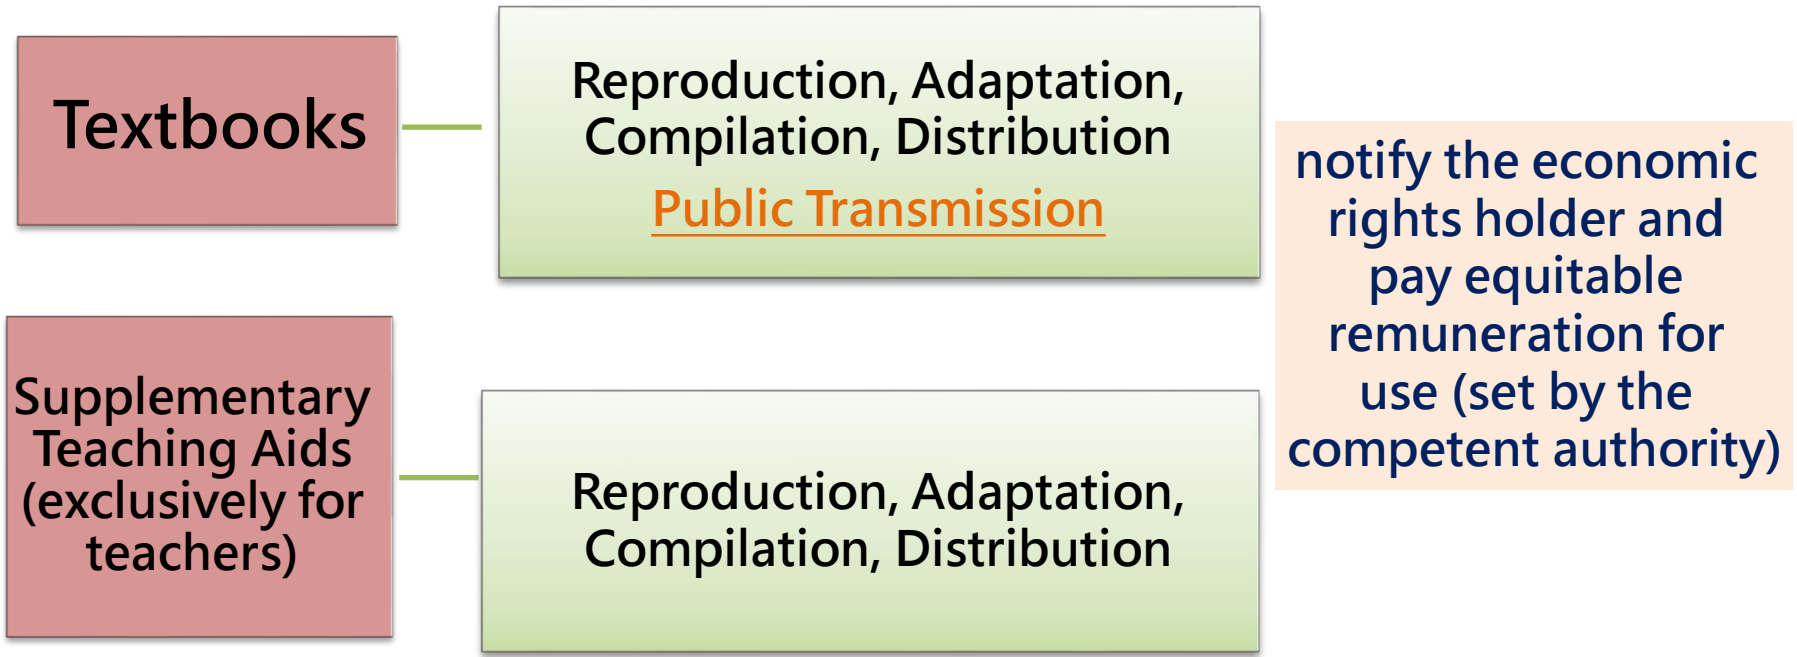 Textbooks
Reproduction, Adaptation,
Compilation, Distribution
Public Transmission
Supplementary
Teaching Aids
(exclusively for
teachers)
Reproduction, Adaptation,
Compilation, Distribution
notify the economic
rights holder and
pay equitable
remuneration for
use (set by the
competent authority)